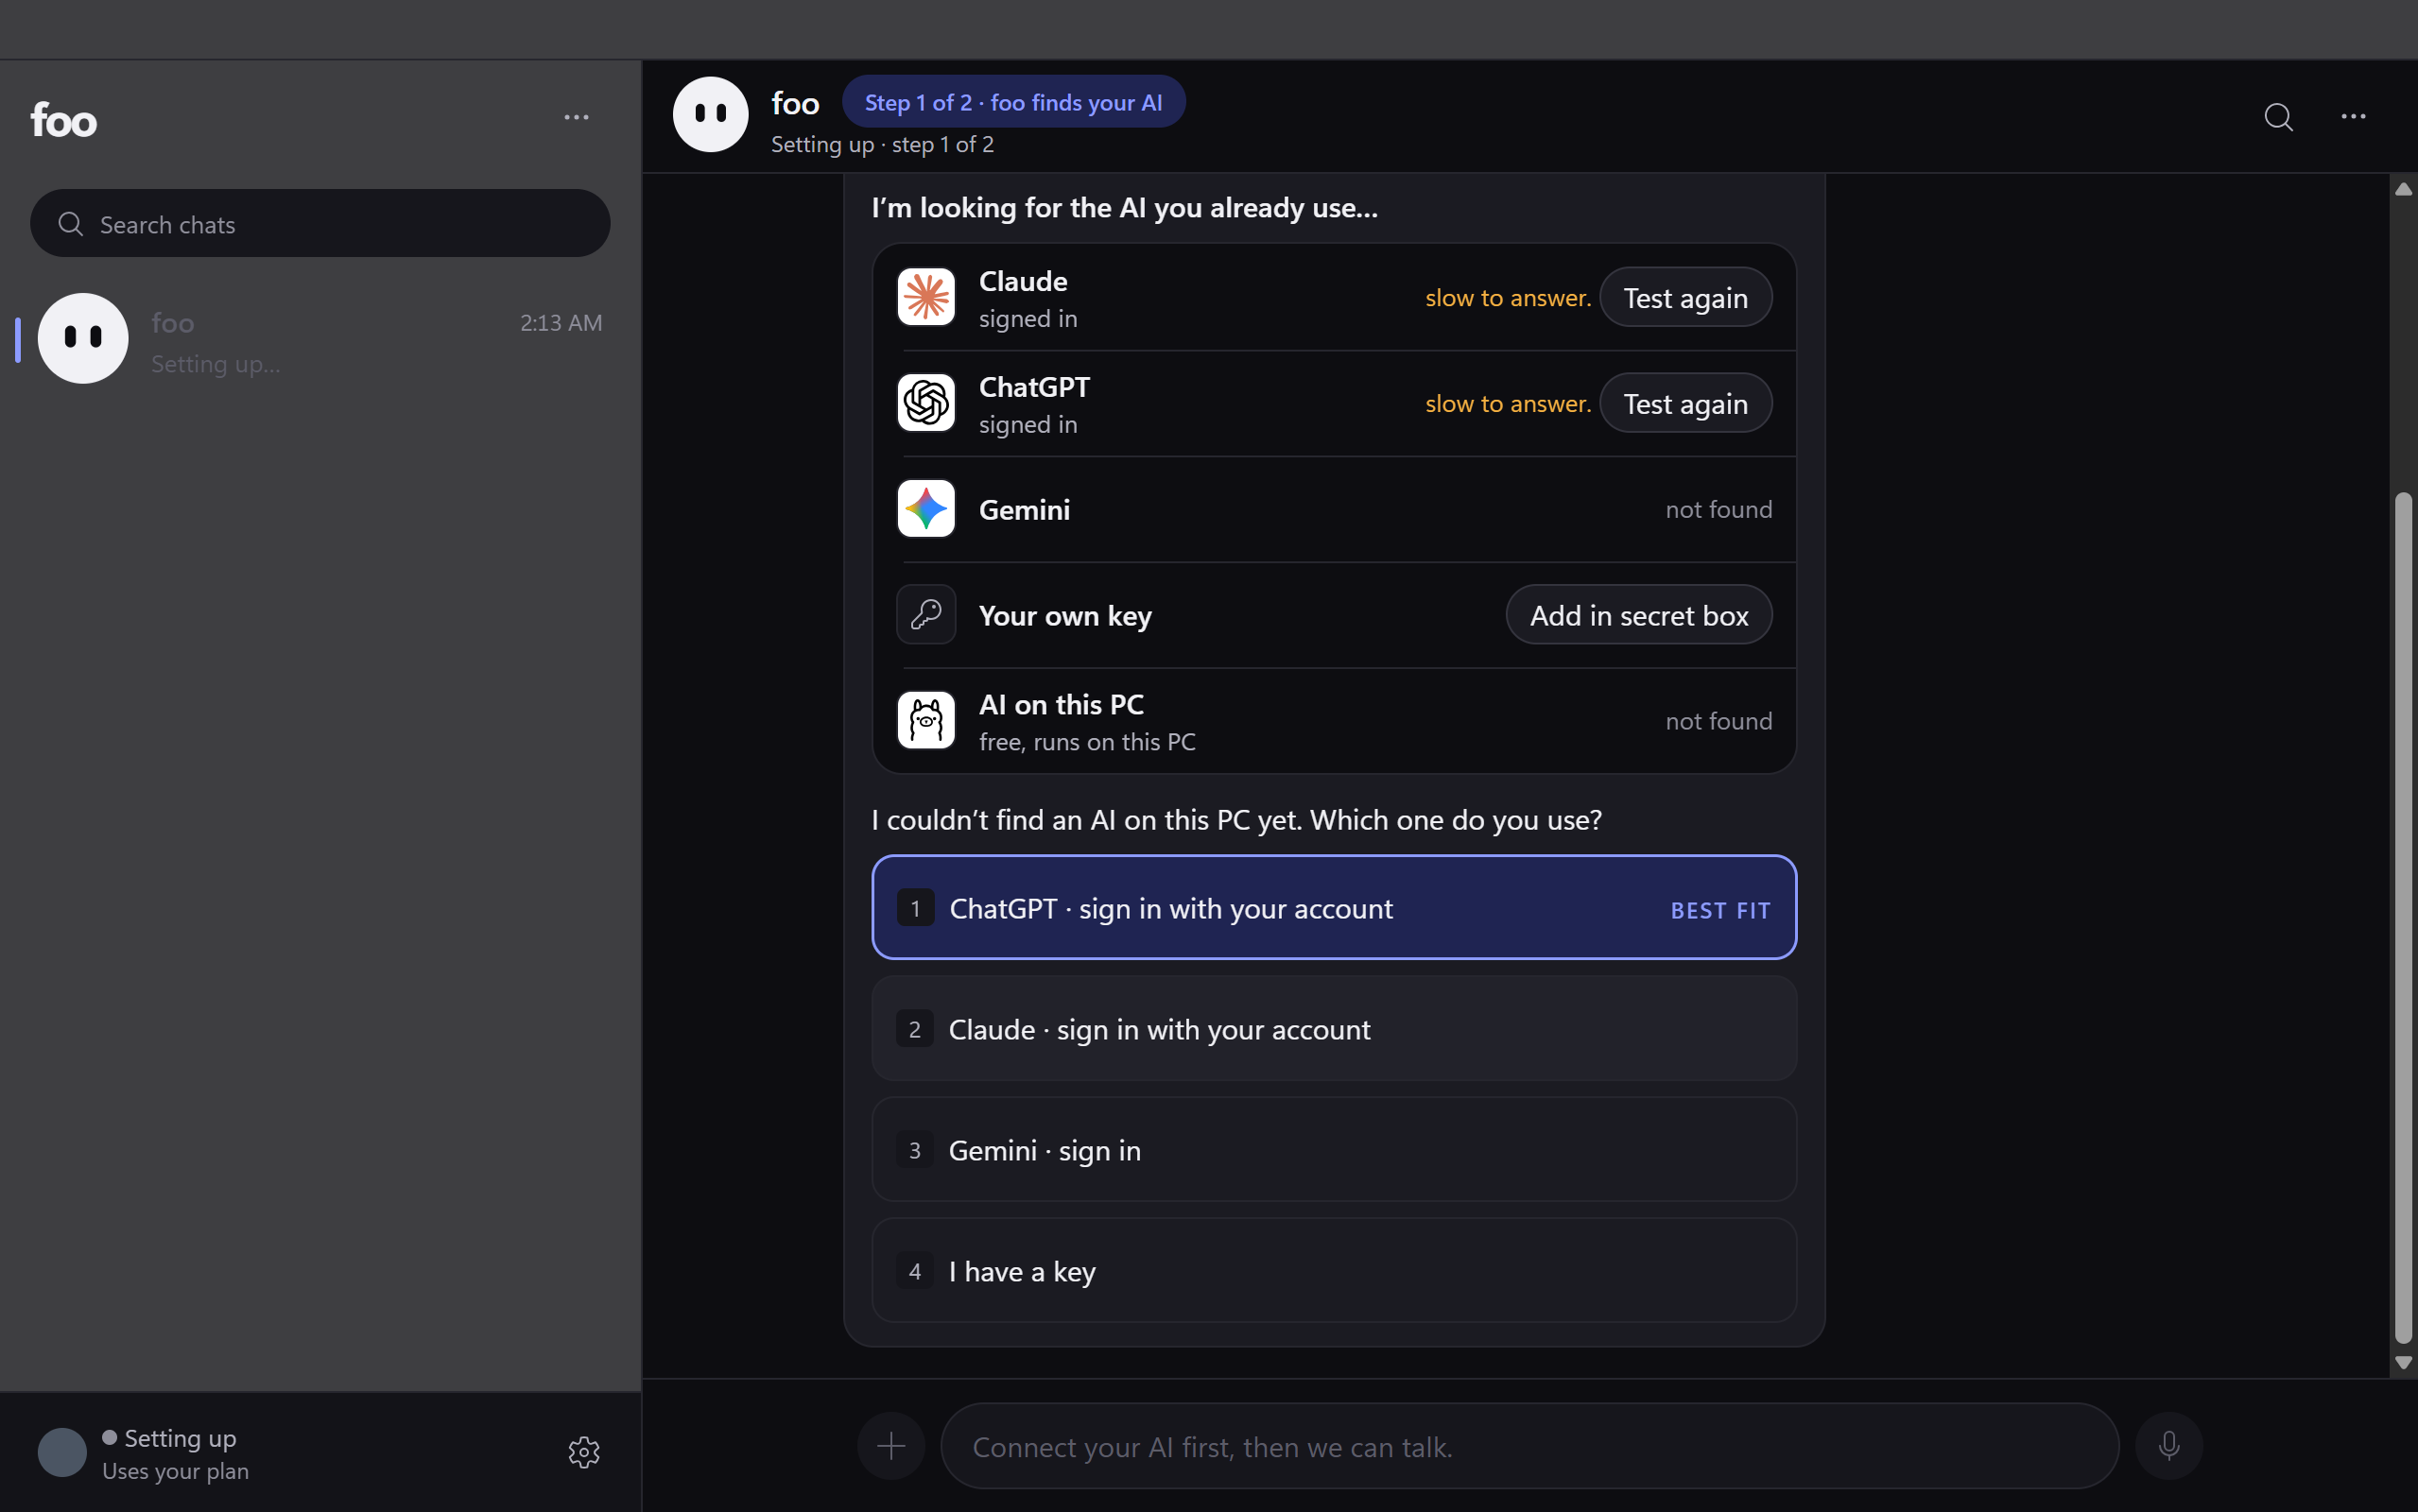 foo
Search chats
foo
2:13 AM
Setting up...
Setting up
Uses your plan
foo
Step 1 of 2 · foo finds your AI
Setting up · step 1 of 2
I’m looking for the AI you already use...
Claude
signed in
slow to answer.
Test again
ChatGPT
signed in
slow to answer.
Test again
Gemini
not found
Your own key
Add in secret box
AI on this PC
free, runs on this PC
not found
I couldn’t find an AI on this PC yet. Which one do you use?
1 ChatGPT · sign in with your account BEST FIT
2 Claude · sign in with your account
3 Gemini · sign in
4 I have a key
Connect your AI first, then we can talk.